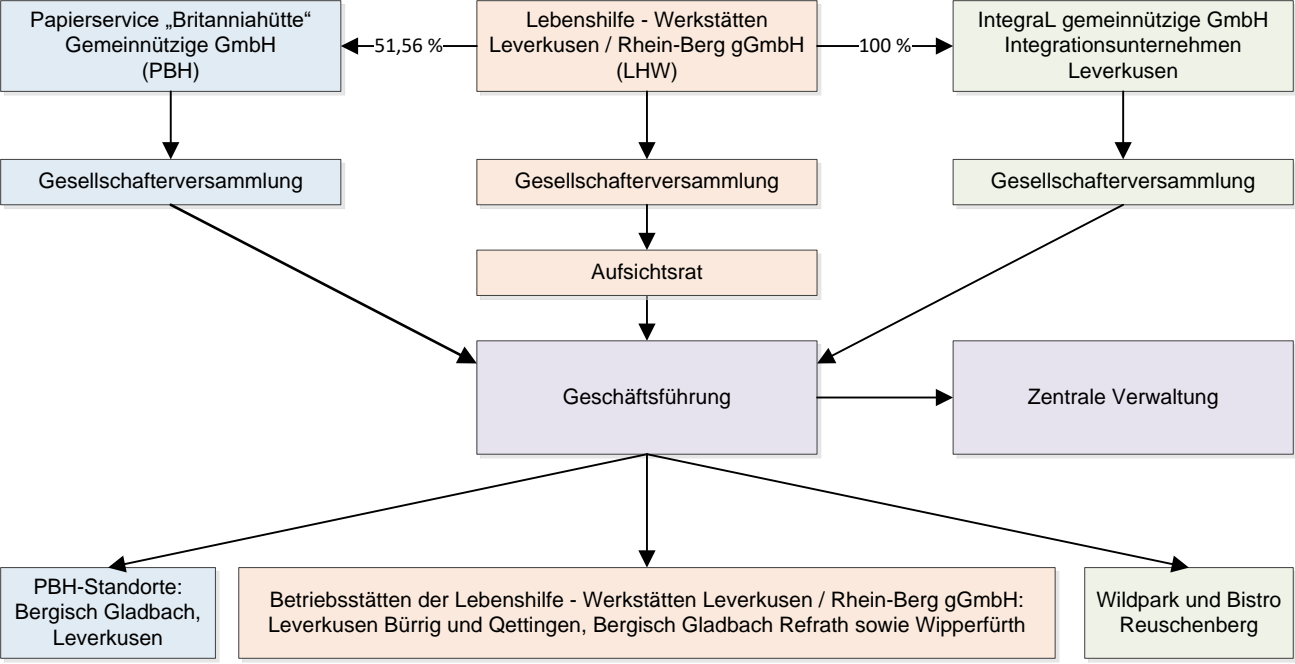 Papierservice „Britanniahütte“
Gemeinnützige GmbH
(PBH)
51,56 %
Lebenshilfe - Werkstätten
Leverkusen / Rhein-Berg gGmbH
(LHW)
100 %
IntegraL gemeinnützige GmbH
Integrationsunternehmen
Leverkusen
Gesellschafterversammlung
Gesellschafterversammlung
Gesellschafterversammlung
Aufsichtsrat
Geschäftsführung
Zentrale Verwaltung
PBH-Standorte:
Bergisch Gladbach,
Leverkusen
Betriebsstätten der Lebenshilfe - Werkstätten Leverkusen / Rhein-Berg gGmbH:
Leverkusen Bürrig und Qettingen, Bergisch Gladbach Refrath sowie Wipperfürth
Wildpark und Bistro
Reuschenberg